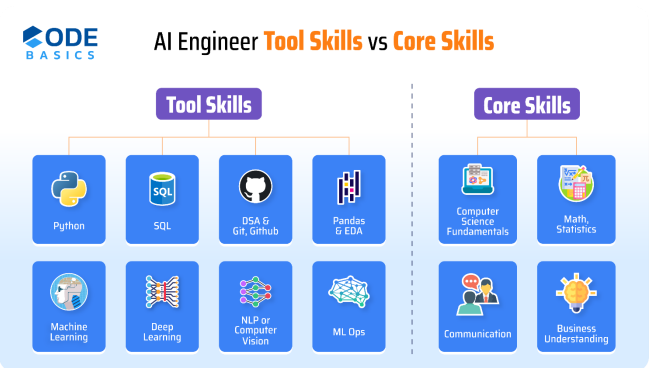 CODE
BASICS
AI Engineer Tool Skills vs Core Skills
Tool Skills
Core Skills
Python
SQL
SQL
DSA &
Git, Github
Pandas
& EDA
Computer
Science
Fundamentals
Math,
Statistics
Machine
Learning
Deep
Learning
NLP or
Computer
Vision
ML Ops
Communication
Business
Understanding